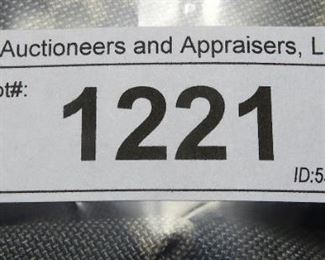 Auctioneers and Appraisers, L
ot#:
1221
ID:5